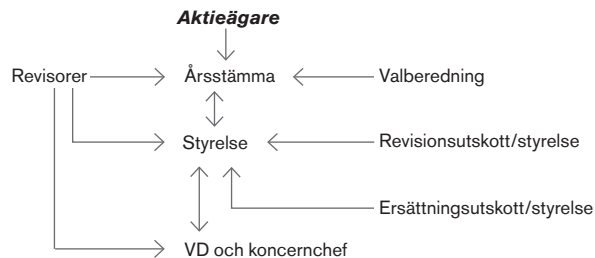 Aktieägare
Revisorer
Årsstämma
Valberedning
Styrelse
Revisionsutskott/styrelse
Ersättningsutskott/styrelse
VD och koncernchef